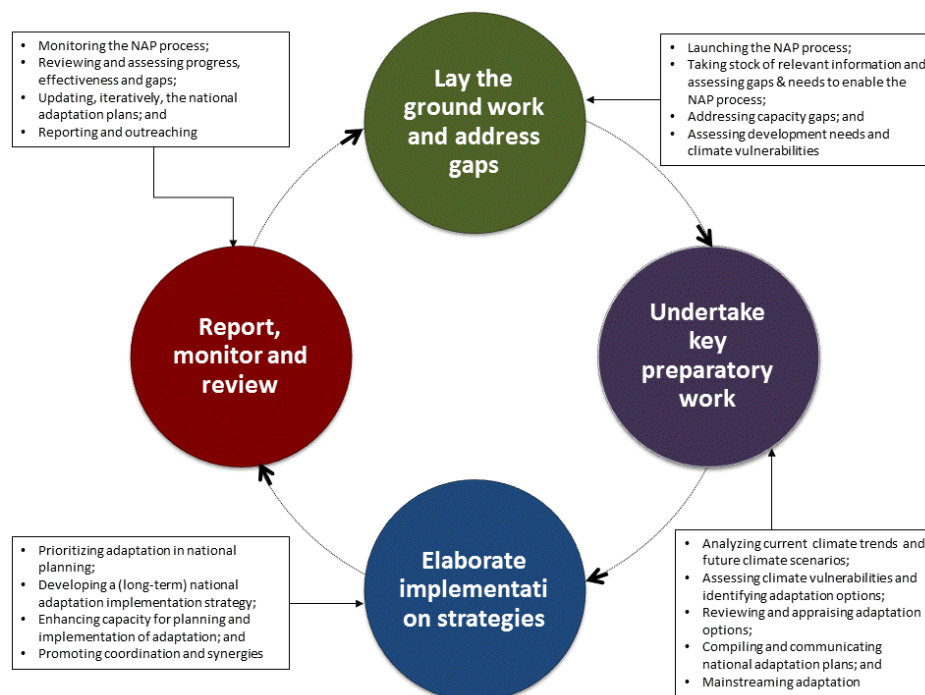 • Monitoring the NAP process;
• Reviewing and assessing progress,
effectiveness and gaps;
• Updating, iteratively, the national
adaptation plans; and
• Reporting and outreaching
Lay the
ground work
and address
gaps
• Launching the NAP process;
• Taking stock of relevant information and
assessing gaps & needs to enable the
NAP process;
• Addressing capacity gaps; and
• Assessing development needs and
climate vulnerabilities
Report,
monitor and
review
Undertake
key
preparatory
work
• Prioritizing adaptation in national
planning;
• Developing a (long-term) national
adaptation implementation strategy;
• Enhancing capacity for planning and
implementation of adaptation; and
• Promoting coordination and synergies
Elaborate
implementati
on strategies
• Analyzing current climate trends and
future climate scenarios;
• Assessing climate vulnerabilities and
identifying adaptation options;
• Reviewing and appraising adaptation
options;
• Compiling and communicating
national adaptation plans; and
• Mainstreaming adaptation